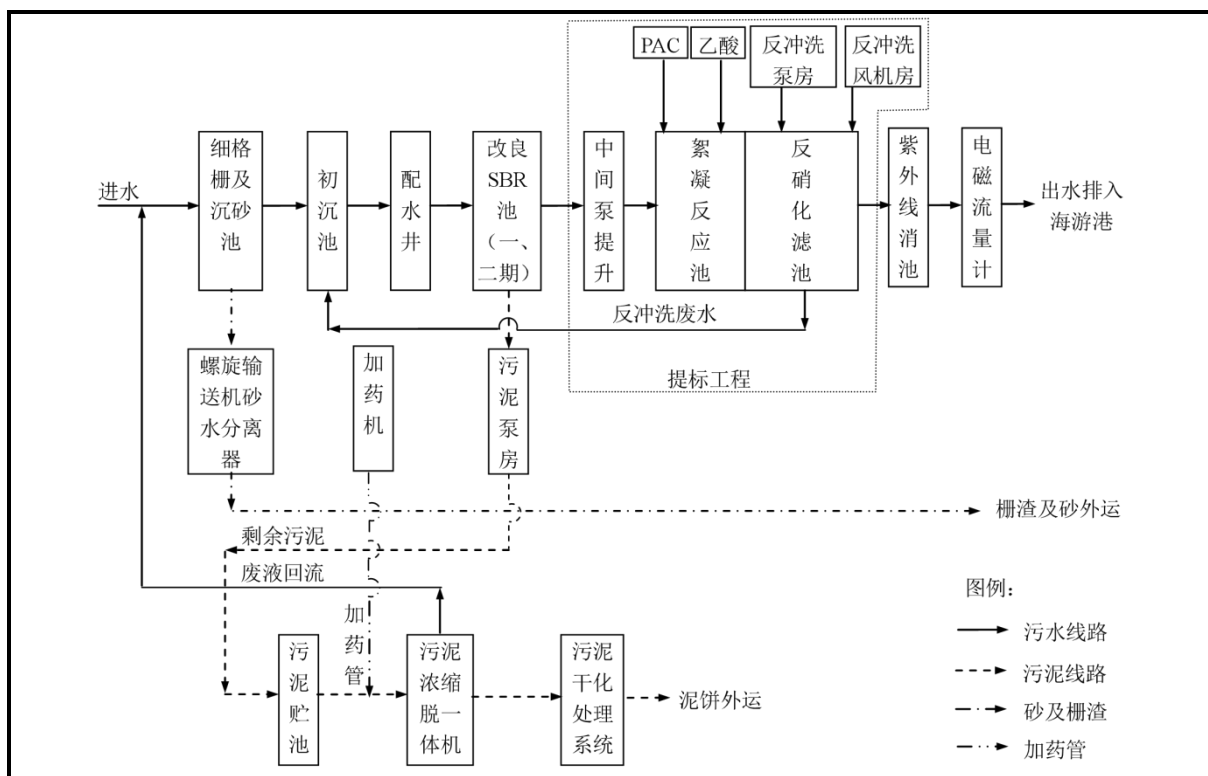 PAC
乙酸
反冲洗
泵房
反冲洗
风机房
进水
细格
栅及
沉砂
池
初
沉
池
配
水
井
改良
SBR
池
（一、
二期）
中
间
泵
提
升
絮
凝
反
应
池
反
硝
化
滤
池
紫
外
线
消
池
电
磁
流
量
计
出水排入
海游港
反冲洗废水
提标工程
螺旋输
送机砂
水分离
器
加
药
机
污
泥
泵
房
栅渣及砂外运
剩余污泥
废液回流
加
药
管
污
泥
贮
池
污泥
浓缩
脱一
体机
污泥
干化
处理
系统
泥饼外运
图例：
污水线路
污泥线路
砂及栅渣
加药管